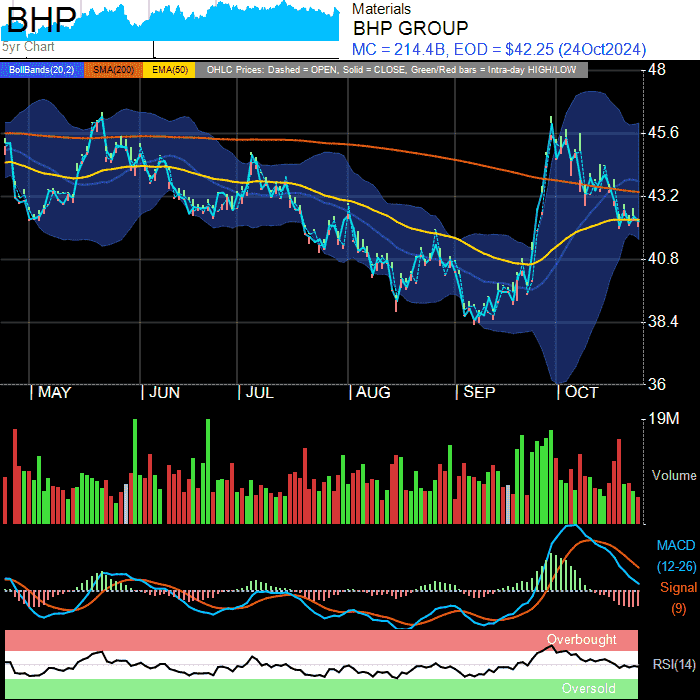 BHP
5yr Chart
Materials
BHP GROUP
MC = 214.4B, EOD = $42.25 (24Oct2024)
BollBands(20,2) SMA(200) EMA(50) OHLC Prices: Dashed = OPEN, Solid = CLOSE, Green/Red bars = Intra-day HIGH/LOW
48
45.6
43.2
40.8
38.4
36
MAY JUN JUL AUG SEP OCT
19M
Volume
MACD
(12-26)
Signal
(9)
Overbought
RSI(14)
Oversold